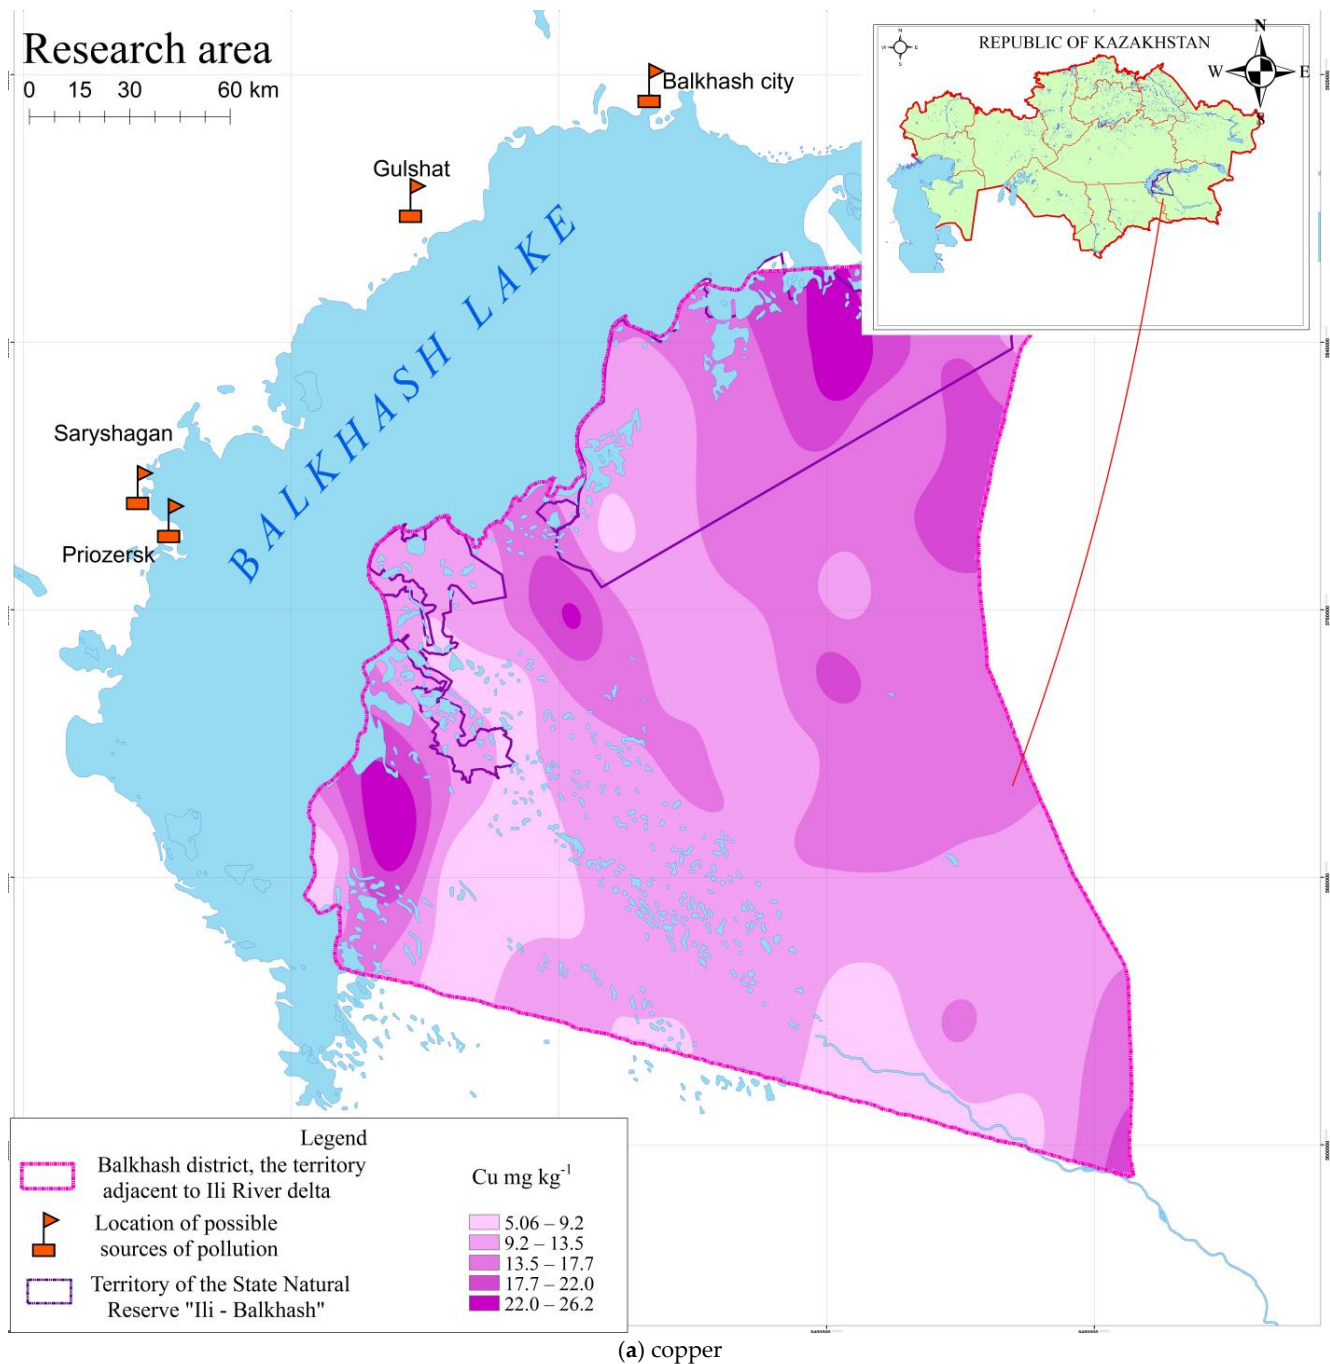 Research area
0 15 30 60 km
Balkhash city
Gulshat
Saryshagan
Priozersk
BALKHASH LAKE
REPUBLIC OF KAZAKHSTAN
N
W E
S
N
W E
S
Legend
Balkhash district, the territory
adjacent to Ili River delta
Location of possible
sources of pollution
Territory of the State Natural
Reserve "Ili - Balkhash"
Cu mg kg⁻¹
5.06 – 9.2
9.2 – 13.5
13.5 – 17.7
17.7 – 22.0
22.0 – 26.2
(a) copper